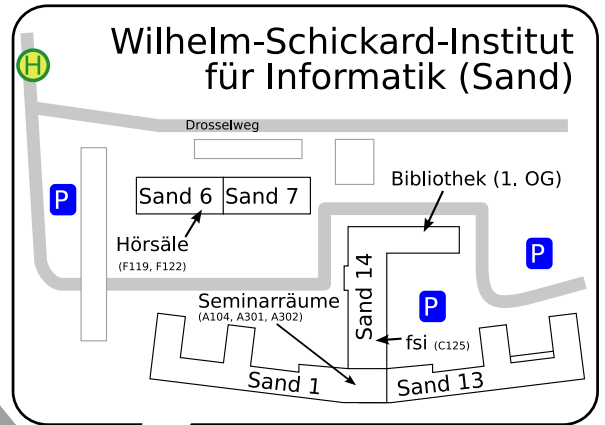 Wilhelm-Schickard-Institut
für Informatik (Sand)
H
Drosselweg
P
Sand 6
Sand 7
Bibliothek (1. OG)
Hörsäle
(F119, F122)
P
Sand 14
Seminarräume
(A104, A301, A302)
P
fsi (C125)
Sand 1
Sand 13